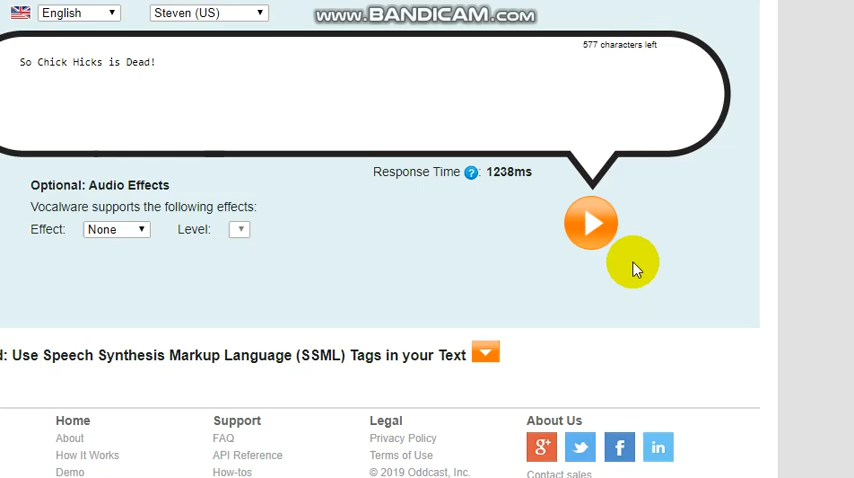 English Steven (US) www.BANDICAM.com
577 characters left
So Chick Hicks is Dead!
Response Time ?: 1238ms
Optional: Audio Effects
Vocalware supports the following effects:
Effect: None Level:
d: Use Speech Synthesis Markup Language (SSML) Tags in your Text
Home Support Legal About Us
About FAQ Privacy Policy
How It Works API Reference Terms of Use
Demo How-tos © 2019 Oddcast, Inc.
g+ f in
Contact sales